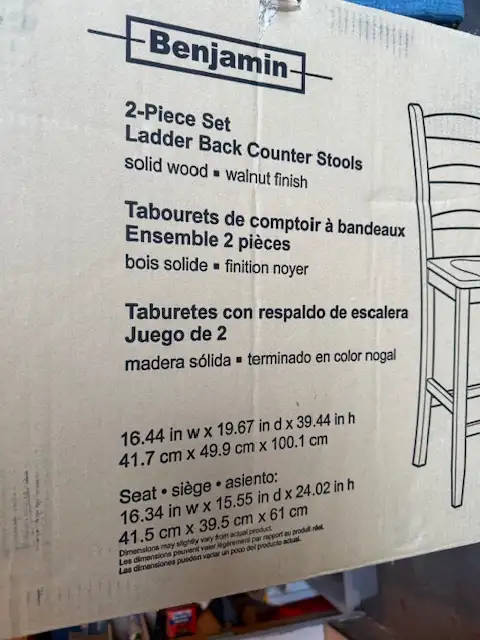 Benjamin
2-Piece Set
Ladder Back Counter Stools
solid wood ▪ walnut finish
Tabourets de comptoir à bandeaux
Ensemble 2 pièces
bois solide ▪ finition noyer
Taburetes con respaldo de escalera
Juego de 2
madera sólida ▪ terminado en color nogal
16.44 in w x 19.67 in d x 39.44 in h
41.7 cm x 49.9 cm x 100.1 cm
Seat • siège • asiento:
16.34 in w x 15.55 in d x 24.02 in h
41.5 cm x 39.5 cm x 61 cm
Dimensions may slightly vary from actual product.
Les dimensions peuvent varier légèrement par rapport au produit réel.
Las dimensiones pueden variar un poco del producto actual.